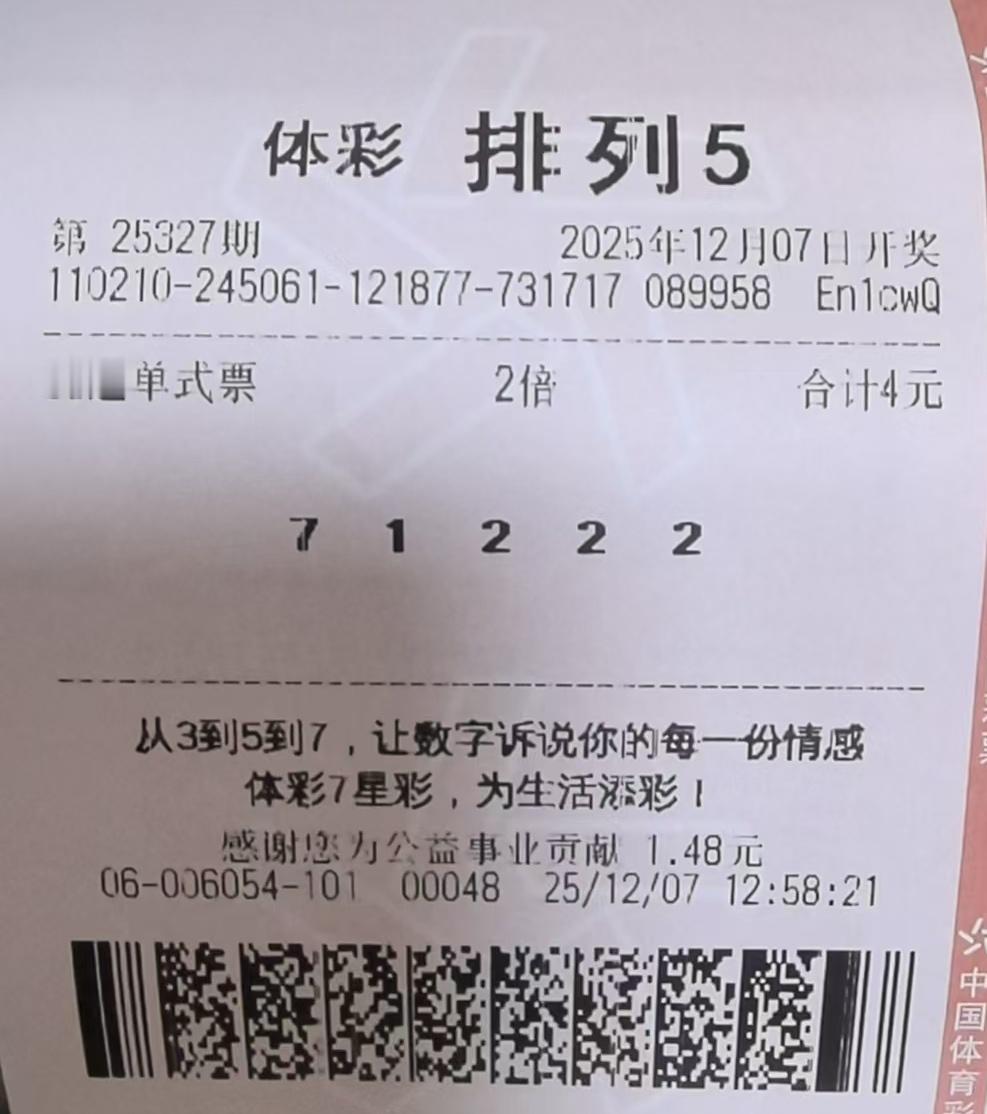 体彩 排列5
第 25327期 2025年12月07日开奖
110210-245061-121877-731717 089958 En1cwQ
单式票 2倍 合计4元
7 1 2 2 2
从3到5到7，让数字诉说你的每一份情感
体彩7星彩，为生活添彩！
感谢您为公益事业贡献 1.48元
06-006054-101 00048 25/12/07 12:58:21
中国体育彩